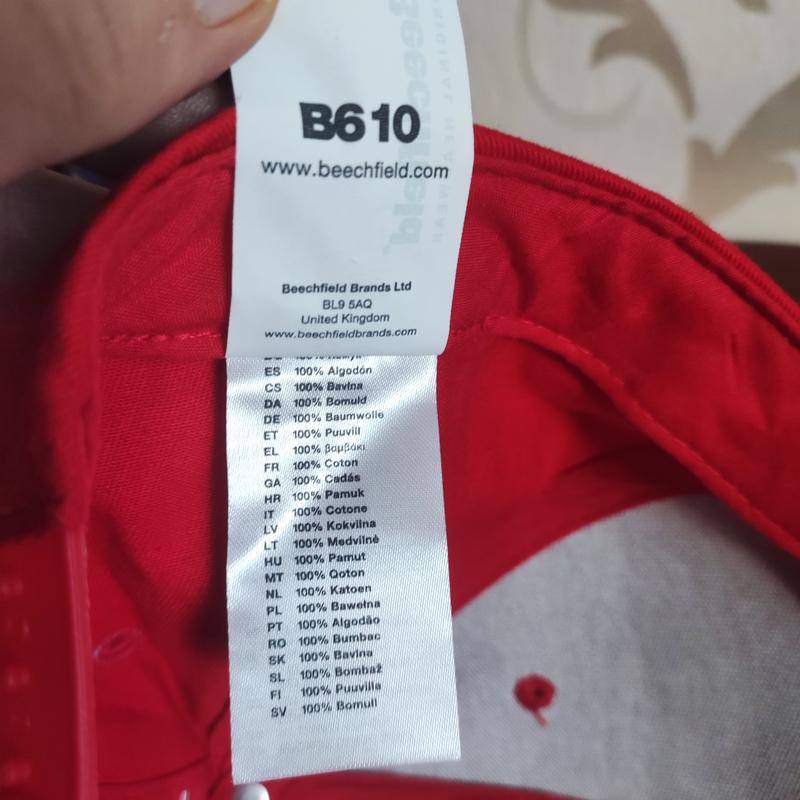 B610
www.beechfield.com
Beechfield
ORIGINAL HEADWEAR
Beechfield Brands Ltd
BL9 5AQ
United Kingdom
www.beechfieldbrands.com
ES 100% Algodón
CS 100% Bavlna
DA 100% Bomuld
DE 100% Baumwolle
ET 100% Puuvill
EL 100% βαμβάκι
FR 100% Coton
GA 100% Cadás
HR 100% Pamuk
IT 100% Cotone
LV 100% Kokvilna
LT 100% Medvilnė
HU 100% Pamut
MT 100% Qoton
NL 100% Katoen
PL 100% Bawełna
PT 100% Algodão
RO 100% Bumbac
SK 100% Bavlna
SL 100% Bombaž
FI 100% Puuvilla
SV 100% Bomull